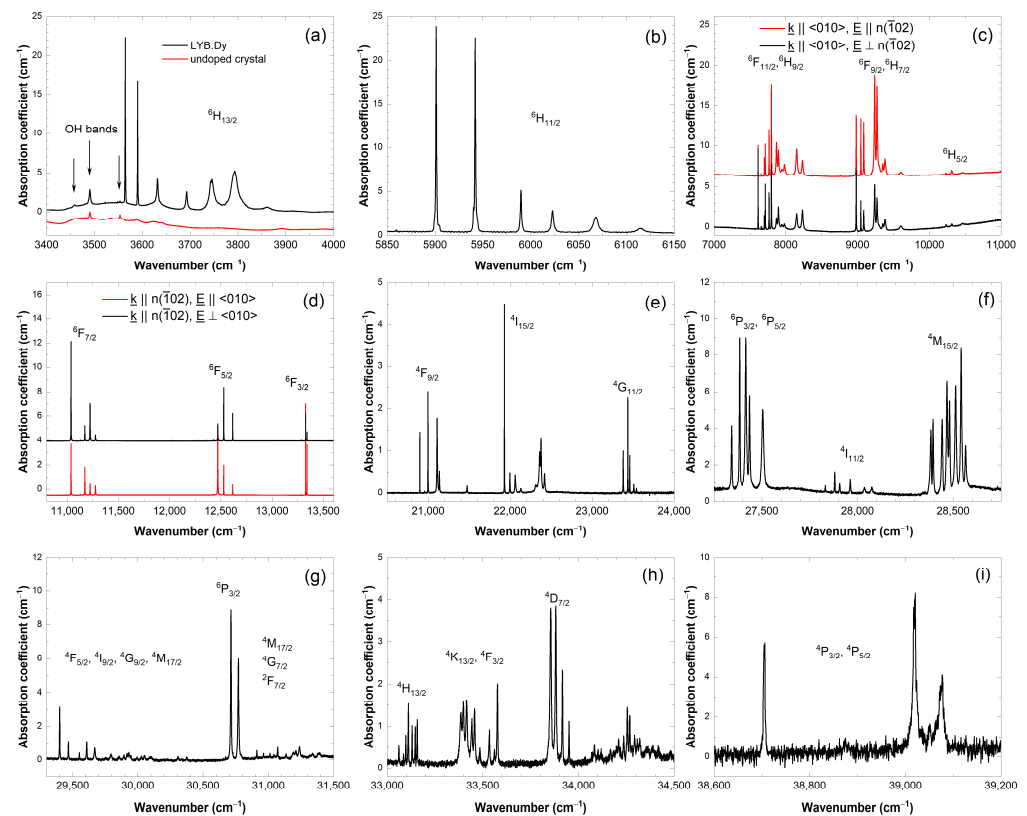 (a)
LYB.Dy
undoped crystal
OH bands
⁶H₁₃/₂
Absorption coefficient (cm⁻¹)
25
20
15
10
5
0
3400 3500 3600 3700 3800 3900 4000
Wavenumber (cm⁻¹)
(b)
⁶H₁₁/₂
Absorption coefficient (cm⁻¹)
25
20
15
10
5
0
5850 5900 5950 6000 6050 6100 6150
Wavenumber (cm⁻¹)
(c)
k || <010>, E || n(1̅02)
k || <010>, E ⊥ n(1̅02)
⁶F₁₁/₂,⁶H₉/₂
⁶F₉/₂,⁶H₇/₂
⁶H₅/₂
Absorption coefficient (cm⁻¹)
25
20
15
10
5
0
7000 8000 9000 10,000 11,000
Wavenumber (cm⁻¹)
(d)
k || n(1̅02), E || <010>
k || n(1̅02), E ⊥ <010>
⁶F₇/₂
⁶F₅/₂
⁶F₃/₂
Absorption coefficient (cm⁻¹)
16
14
12
10
8
6
4
2
0
11,000 11,500 12,000 12,500 13,000 13,500
Wavenumber (cm⁻¹)
(e)
⁴F₉/₂
⁴I₁₅/₂
⁴G₁₁/₂
Absorption coefficient (cm⁻¹)
5
4
3
2
1
0
21,000 22,000 23,000 24,000
Wavenumber (cm⁻¹)
(f)
⁶P₃/₂, ⁶P₅/₂
⁴M₁₅/₂
⁴I₁₁/₂
Absorption coefficient (cm⁻¹)
12
10
8
6
4
2
0
27,500 28,000 28,500
Wavenumber (cm⁻¹)
(g)
⁶P₃/₂
⁴F₅/₂, ⁴I₉/₂, ⁴G₉/₂, ⁴M₁₇/₂
⁴M₁₇/₂
⁴G₇/₂
²F₇/₂
Absorption coefficient (cm⁻¹)
12
10
8
6
4
2
0
29,500 30,000 30,500 31,000 31,500
Wavenumber (cm⁻¹)
(h)
⁴D₇/₂
⁴K₁₃/₂, ⁴F₃/₂
⁴H₁₃/₂
Absorption coefficient (cm⁻¹)
5
4
3
2
1
0
33,000 33,500 34,000 34,500
Wavenumber (cm⁻¹)
(i)
⁴P₃/₂, ⁴P₅/₂
Absorption coefficient (cm⁻¹)
10
8
6
4
2
0
38,600 38,800 39,000 39,200
Wavenumber (cm⁻¹)